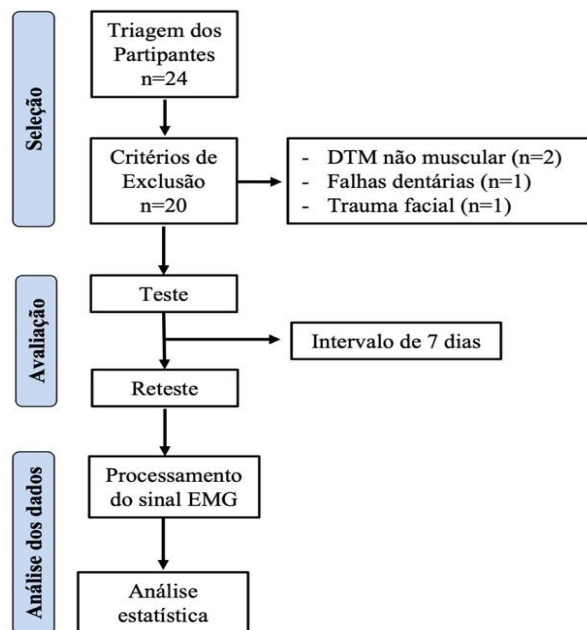 Seleção
Triagem dos
Partipantes
n=24
Critérios de
Exclusão
n=20
- DTM não muscular (n=2)
- Falhas dentárias (n=1)
- Trauma facial (n=1)
Avaliação
Teste
Intervalo de 7 dias
Reteste
Análise dos dados
Processamento
do sinal EMG
Análise
estatística